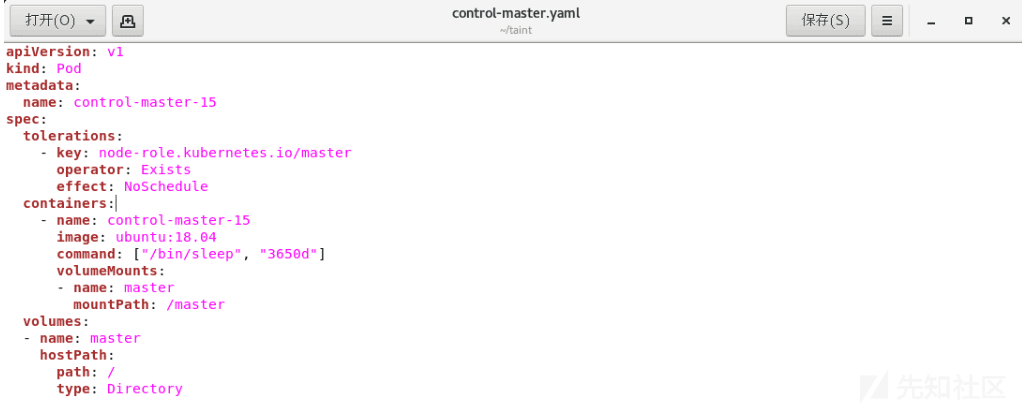 打开(O)
control-master.yaml
~/taint
保存(S)
apiVersion: v1
kind: Pod
metadata:
  name: control-master-15
spec:
  tolerations:
    - key: node-role.kubernetes.io/master
      operator: Exists
      effect: NoSchedule
  containers:
    - name: control-master-15
      image: ubuntu:18.04
      command: ["/bin/sleep", "3650d"]
      volumeMounts:
      - name: master
        mountPath: /master
  volumes:
  - name: master
    hostPath:
      path: /
      type: Directory
先知社区